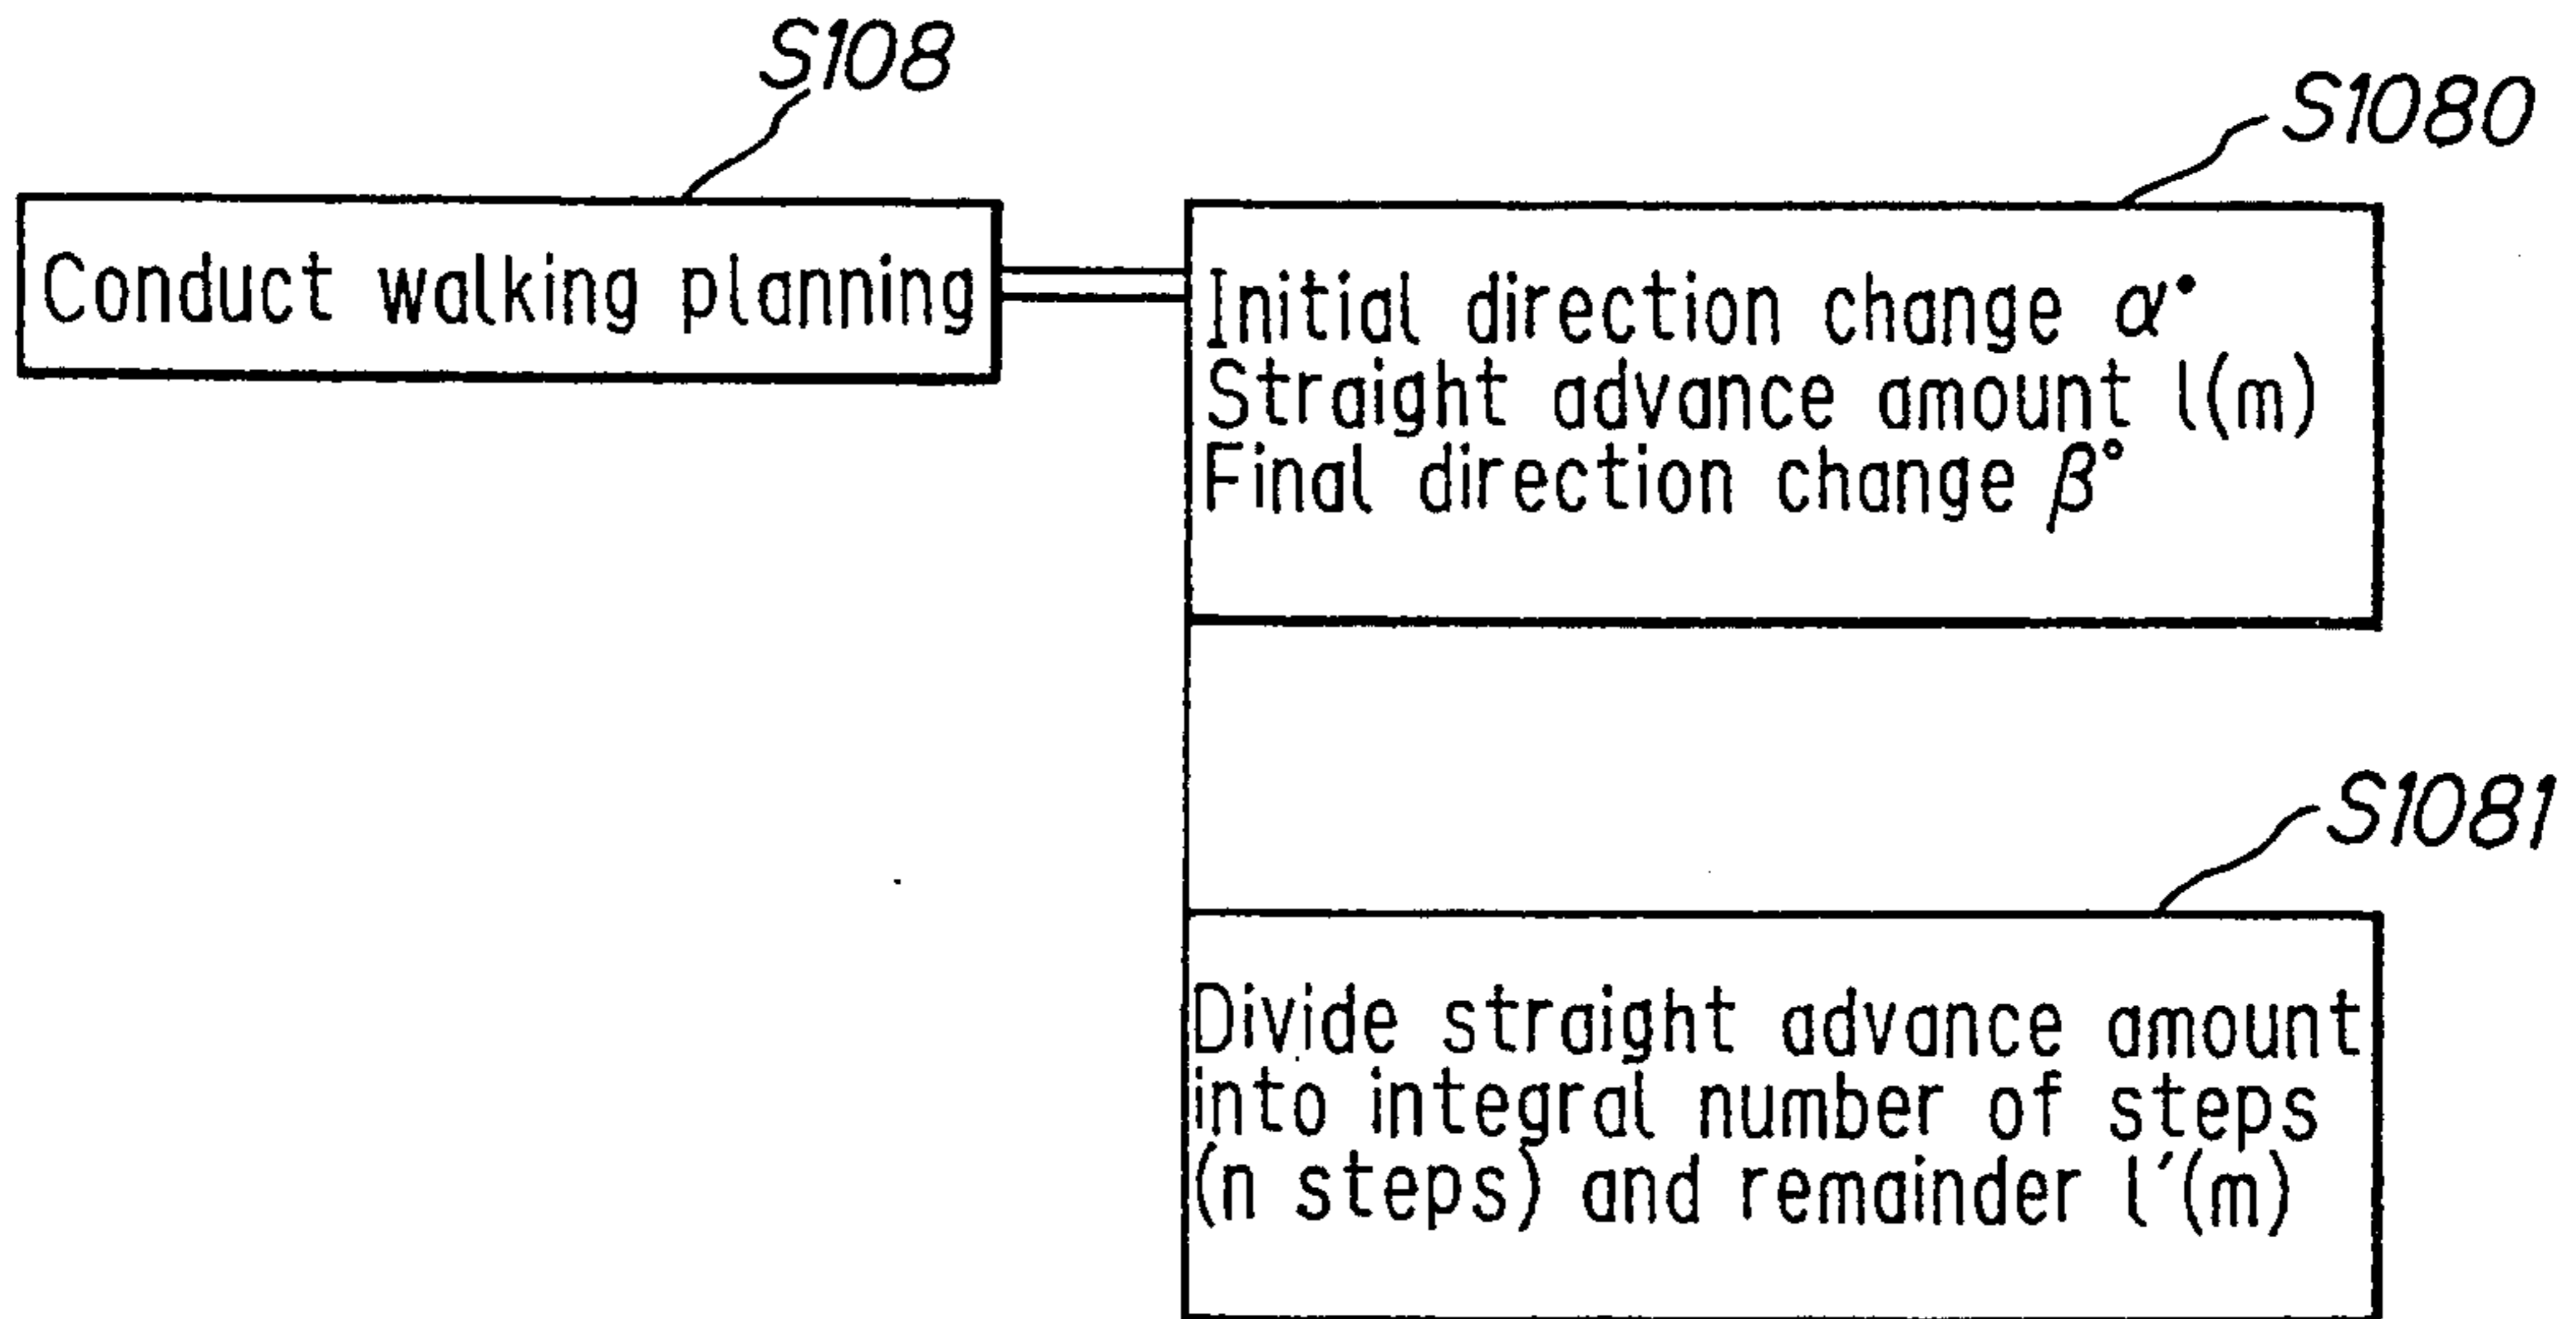 S108
S1080
Conduct walking planning
Initial direction change α°
Straight advance amount l(m)
Final direction change β°
S1081
Divide straight advance amount
into integral number of steps
(n steps) and remainder l′(m)